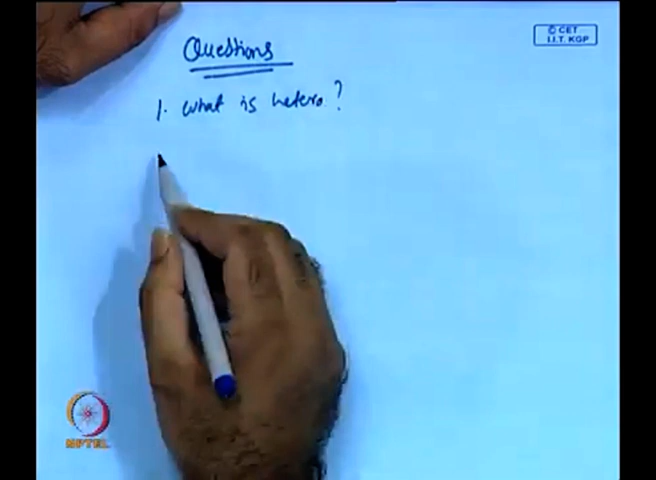 © CET
I.I.T. KGP
Questions
1. What is hetero?
NPTEL